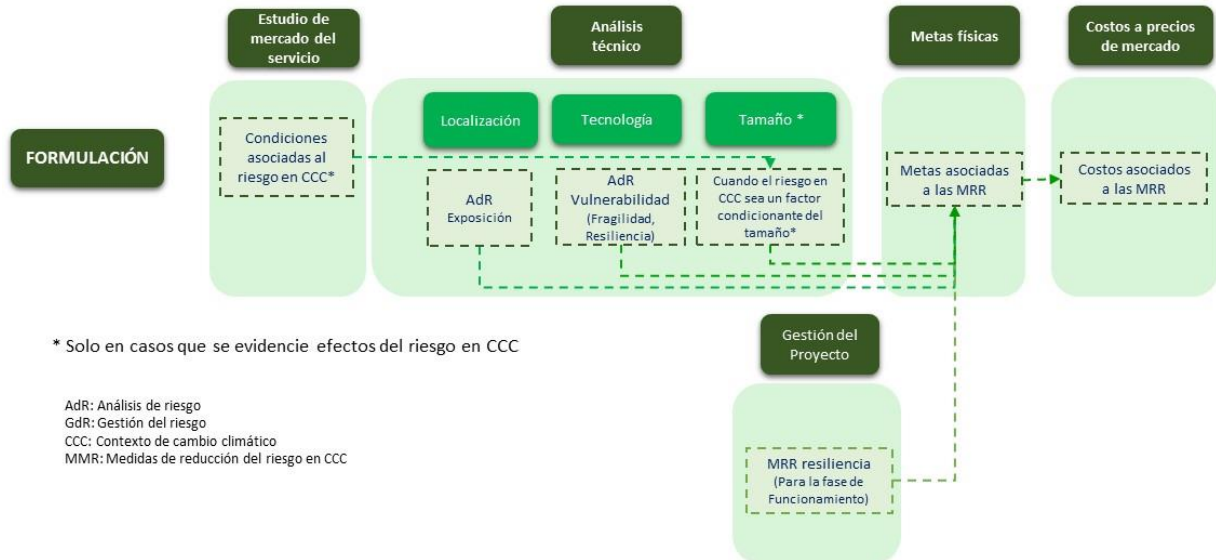 Estudio de
mercado del
servicio
Análisis
técnico
Metas físicas
Costos a precios
de mercado
FORMULACIÓN
Condiciones
asociadas al
riesgo en CCC*
Localización
Tecnología
Tamaño *
AdR
Exposición
AdR
Vulnerabilidad
(Fragilidad,
Resiliencia)
Cuando el riesgo en
CCC sea un factor
condicionante del
tamaño*
Metas asociadas
a las MRR
Costos asociados
a las MRR
* Solo en casos que se evidencie efectos del riesgo en CCC
AdR: Análisis de riesgo
GdR: Gestión del riesgo
CCC: Contexto de cambio climático
MMR: Medidas de reducción del riesgo en CCC
Gestión del
Proyecto
MRR resiliencia
(Para la fase de
Funcionamiento)